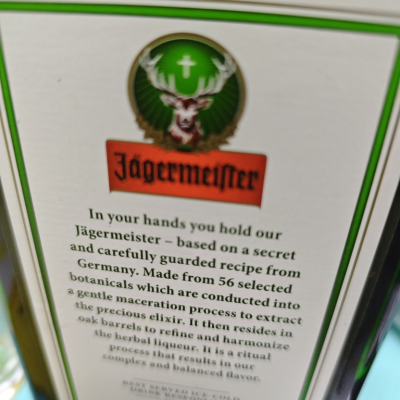 Jägermeister
In your hands you hold our
Jägermeister – based on a secret
and carefully guarded recipe from
Germany. Made from 56 selected
botanicals which are conducted into
a gentle maceration process to extract
the precious elixir. It then resides in
oak barrels to refine and harmonize
the herbal liqueur. It is a ritual
process that results in our
complex and balanced flavor.
BEST SERVED ICE COLD
DRINK